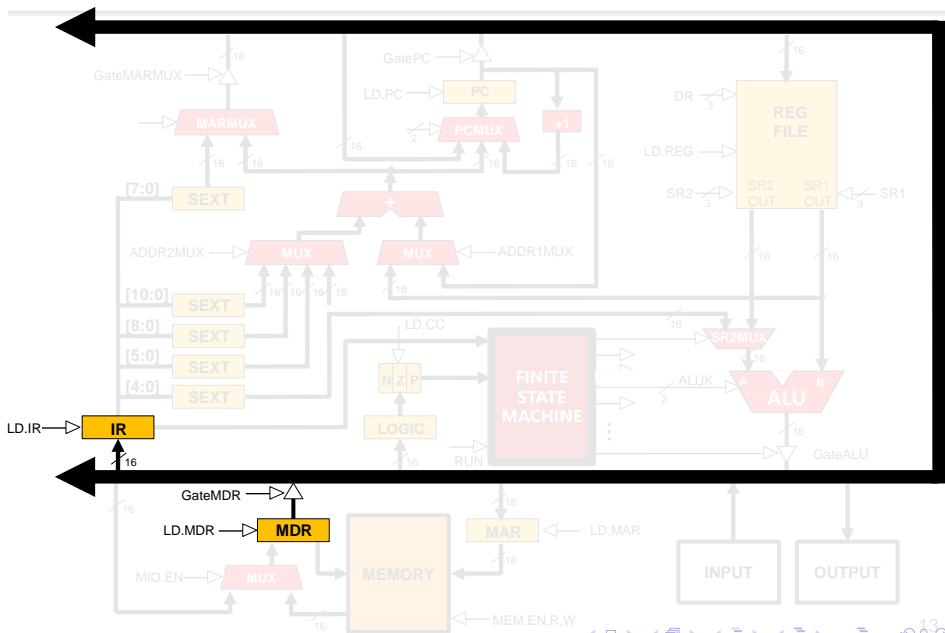 16
16
GateMARMUX
GatePC
LD.PC
PC
DR
3
REG
FILE
MARMUX
2
PCMUX
+1
LD.REG
16
16
16
16
16
16
[7:0]
SEXT
SR2
3
SR2
OUT
SR1
OUT
3
SR1
+
ADDR2MUX
MUX
MUX
ADDR1MUX
16
16
16
16
16
16
16
16
[10:0]
SEXT
[8:0]
SEXT
LD.CC
16
SR2MUX
[5:0]
SEXT
16
N Z P
FINITE
STATE
MACHINE
ALUK
2
A
B
ALU
[4:0]
SEXT
LD.IR
IR
LOGIC
16
16
RUN
GateALU
GateMDR
16
16
LD.MDR
MDR
MAR
LD.MAR
16
MIO.EN
MUX
MEMORY
INPUT
OUTPUT
16
MEM.EN,R,W
13